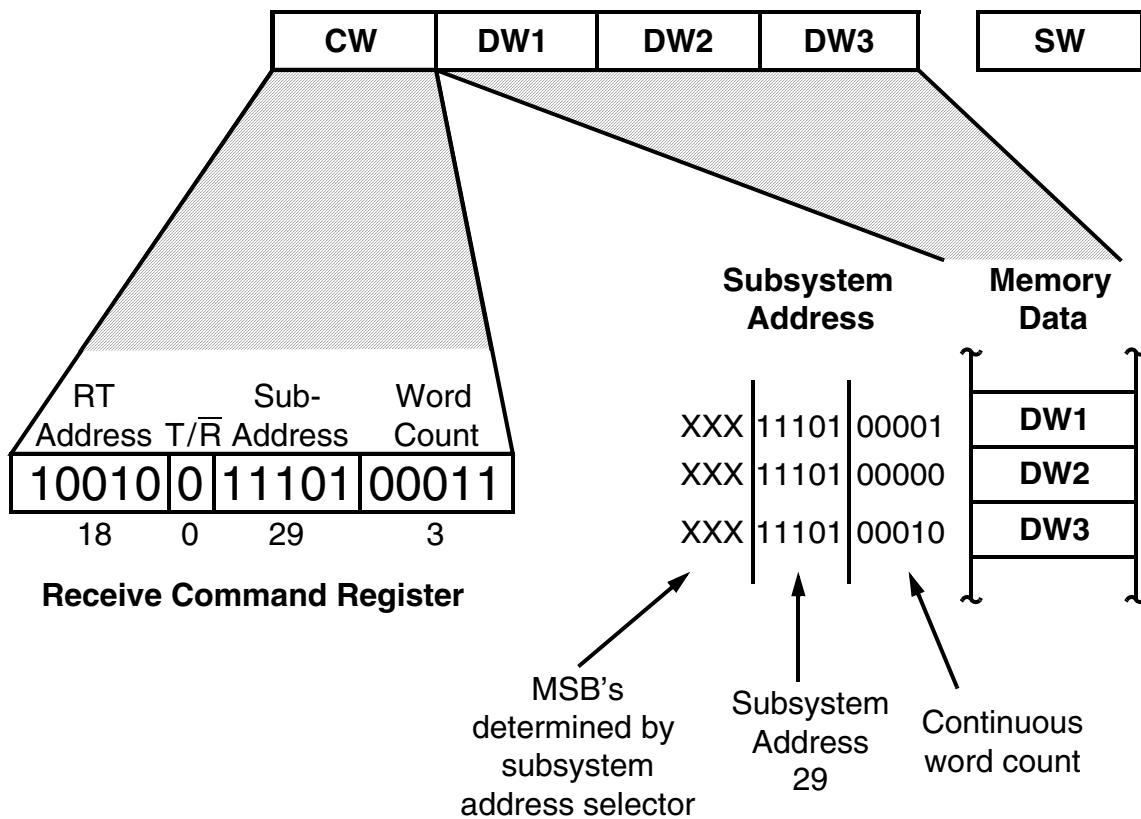 CW DW1 DW2 DW3 SW
Subsystem
Address
Memory
Data
RT
Address
T/R̅
Sub-
Address
Word
Count
10010 0 11101 00011
18 0 29 3
Receive Command Register
XXX 11101 00001 DW1
XXX 11101 00000 DW2
XXX 11101 00010 DW3
MSB's
determined by
subsystem
address selector
Subsystem
Address
29
Continuous
word count